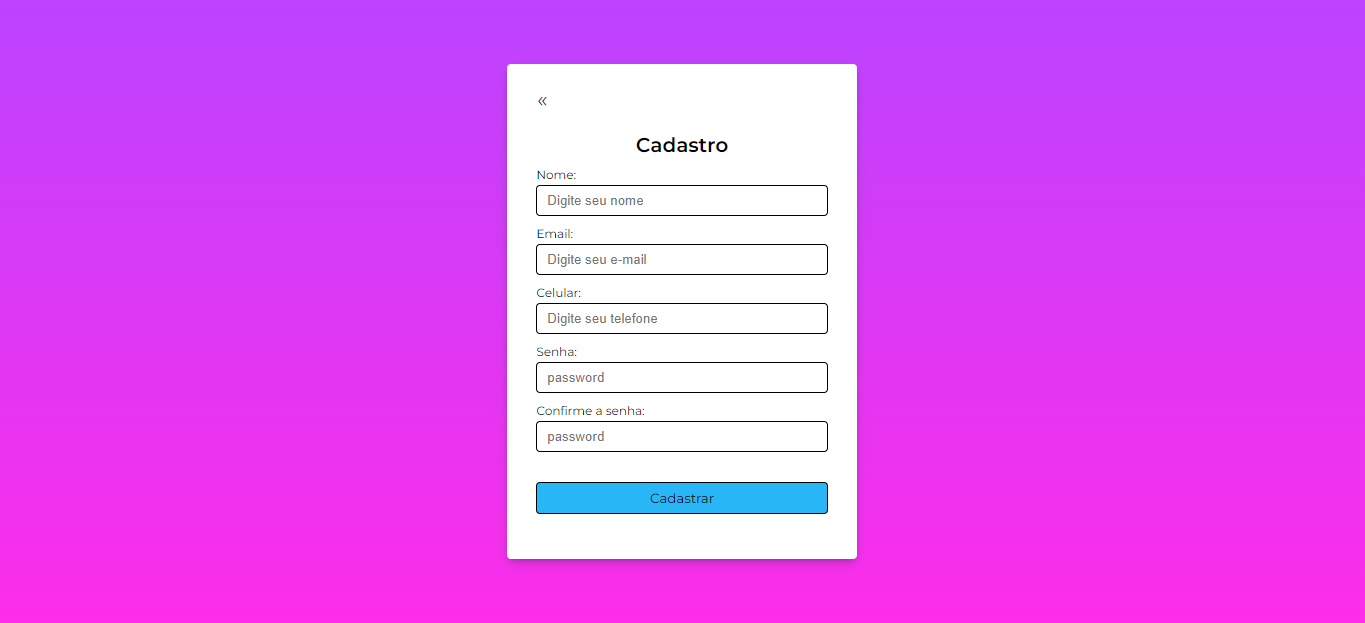 «
Cadastro
Nome:
Digite seu nome
Email:
Digite seu e-mail
Celular:
Digite seu telefone
Senha:
password
Confirme a senha:
password
Cadastrar